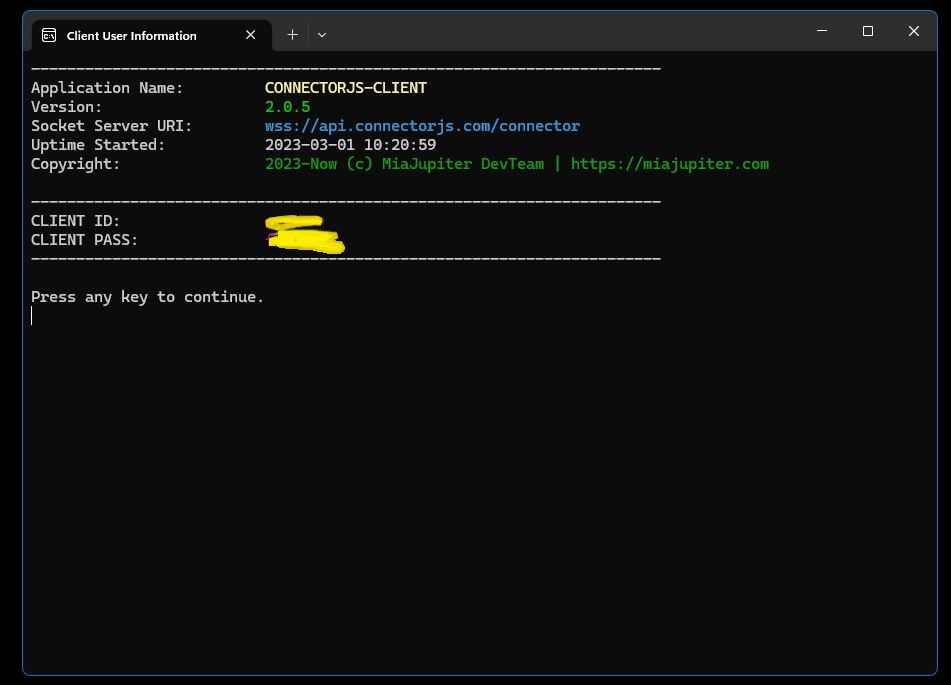 Client User Information
----------------------------------------------------------------------
Application Name: CONNECTORJS-CLIENT
Version: 2.0.5
Socket Server URI: wss://api.connectorjs.com/connector
Uptime Started: 2023-03-01 10:20:59
Copyright: 2023-Now (c) MiaJupiter DevTeam | https://miajupiter.com
----------------------------------------------------------------------
CLIENT ID:
CLIENT PASS:
----------------------------------------------------------------------
Press any key to continue.